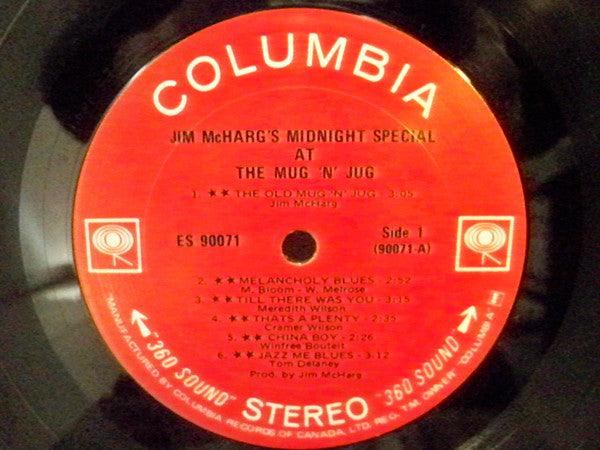 COLUMBIA
JIM McHARG'S MIDNIGHT SPECIAL
AT
THE MUG 'N' JUG
1. ★★ THE OLD MUG 'N' JUG - 3:05
Jim McHarg
ES 90071
Side 1
(90071-A)
2. ★★ MELANCHOLY BLUES - 2:52
M. Bloom - W. Melrose
3. ★★ TILL THERE WAS YOU - 3:15
Meredith Wilson
4. ★★ THATS A PLENTY - 2:35
Cramer Wilson
5. ★★ CHINA BOY - 2:26
Winfree Bouteit
6. ★★ JAZZ ME BLUES - 3:12
Tom Delaney
Prod. by Jim McHarg
"360 SOUND" STEREO "360 SOUND"
MANUFACTURED BY COLUMBIA RECORDS OF CANADA, LTD. REG. T.M. OWNER "COLUMBIA"